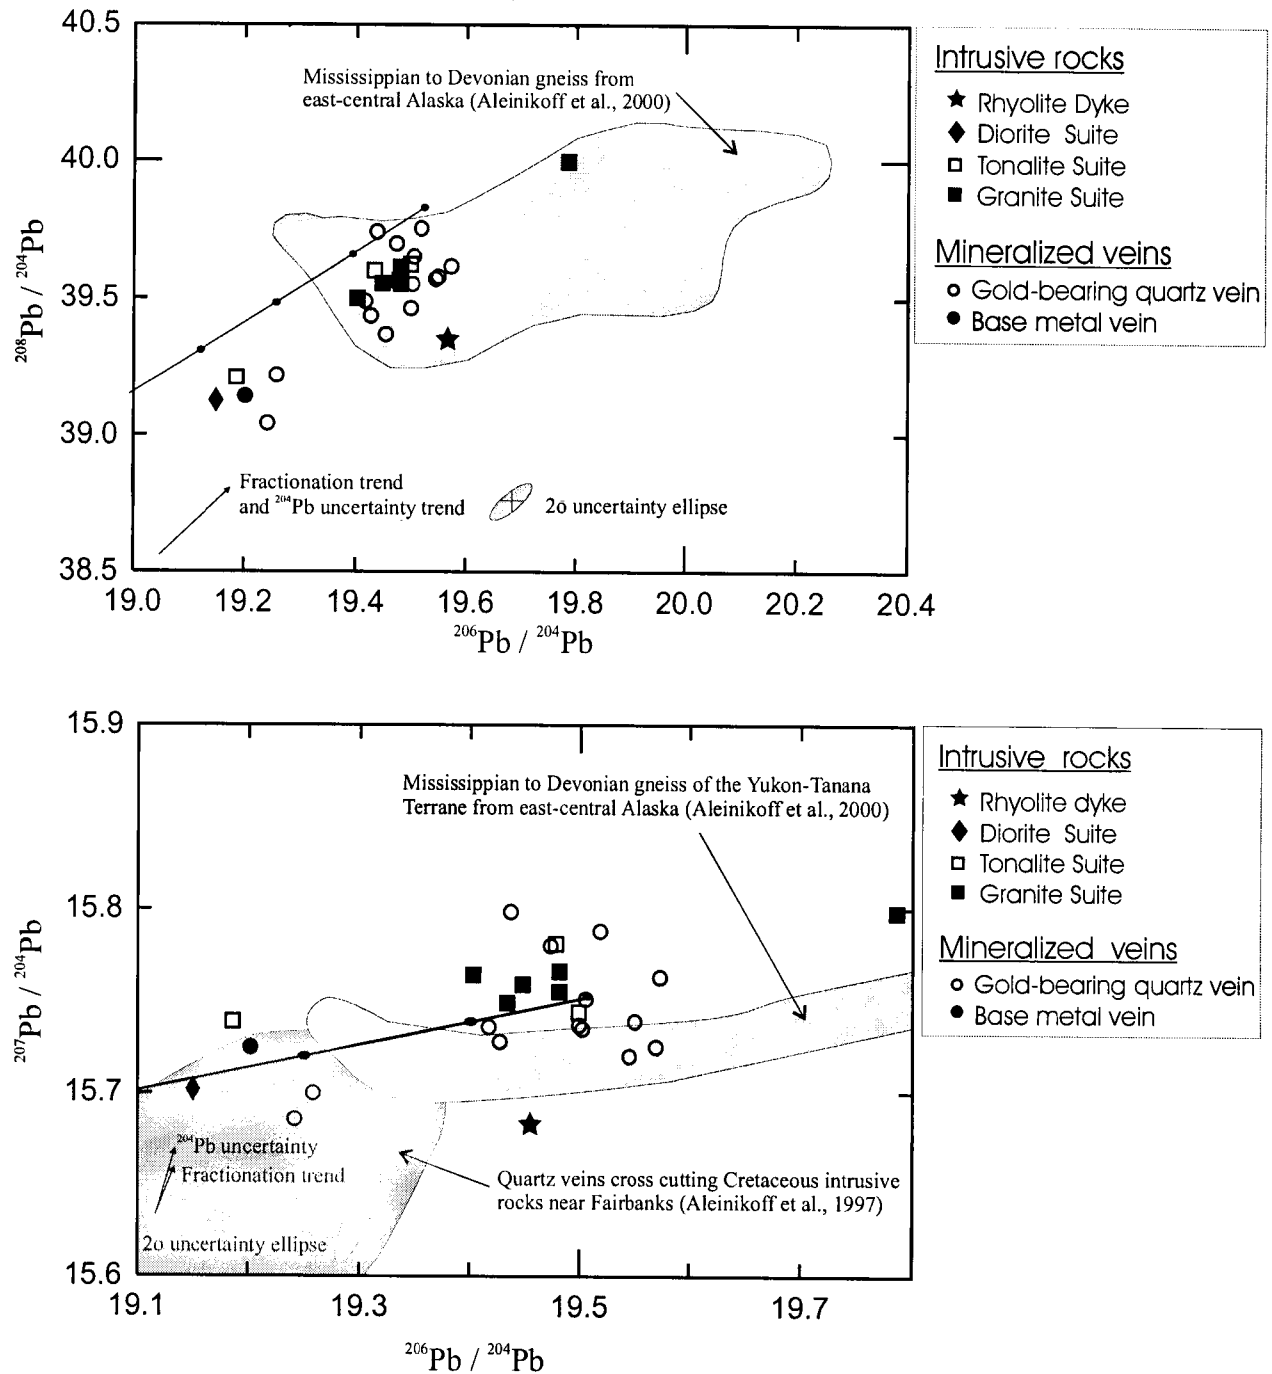 40.5
40.0
39.5
39.0
38.5
²⁰⁸Pb / ²⁰⁴Pb
Mississippian to Devonian gneiss from
east-central Alaska (Aleinikoff et al., 2000)
Fractionation trend
and ²⁰⁴Pb uncertainty trend
2σ uncertainty ellipse
19.0 19.2 19.4 19.6 19.8 20.0 20.2 20.4
²⁰⁶Pb / ²⁰⁴Pb
Intrusive rocks
Rhyolite Dyke
Diorite Suite
Tonalite Suite
Granite Suite
Mineralized veins
Gold-bearing quartz vein
Base metal vein
15.9
15.8
15.7
15.6
²⁰⁷Pb / ²⁰⁴Pb
Mississippian to Devonian gneiss of the Yukon-Tanana
Terrane from east-central Alaska (Aleinikoff et al., 2000)
²⁰⁴Pb uncertainty
Fractionation trend
2σ uncertainty ellipse
Quartz veins cross cutting Cretaceous intrusive
rocks near Fairbanks (Aleinikoff et al., 1997)
19.1 19.3 19.5 19.7
²⁰⁶Pb / ²⁰⁴Pb
Intrusive rocks
Rhyolite dyke
Diorite Suite
Tonalite Suite
Granite Suite
Mineralized veins
Gold-bearing quartz vein
Base metal vein